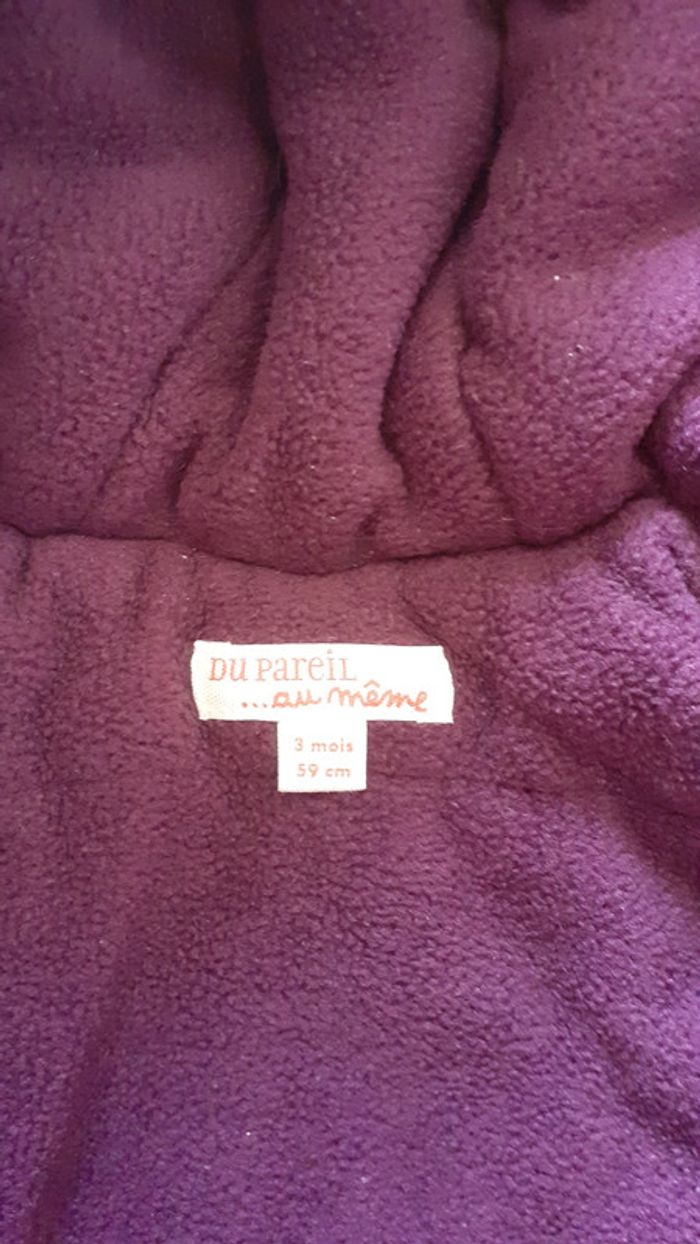 DU PAREIL
...au même
3 mois
59 cm